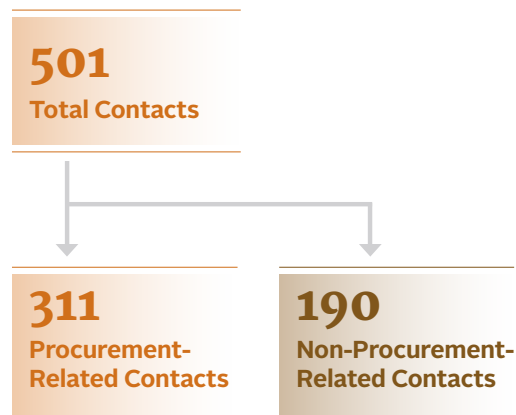 501
Total Contacts
311
Procurement-
Related Contacts
190
Non-Procurement-
Related Contacts